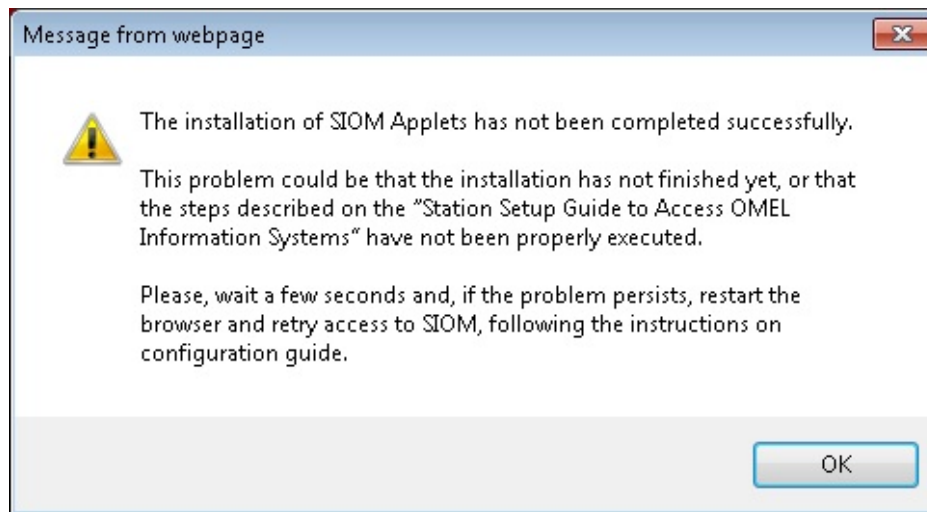 Message from webpage
The installation of SIOM Applets has not been completed successfully.
This problem could be that the installation has not finished yet, or that
the steps described on the "Station Setup Guide to Access OMEL
Information Systems" have not been properly executed.
Please, wait a few seconds and, if the problem persists, restart the
browser and retry access to SIOM, following the instructions on
configuration guide.
OK